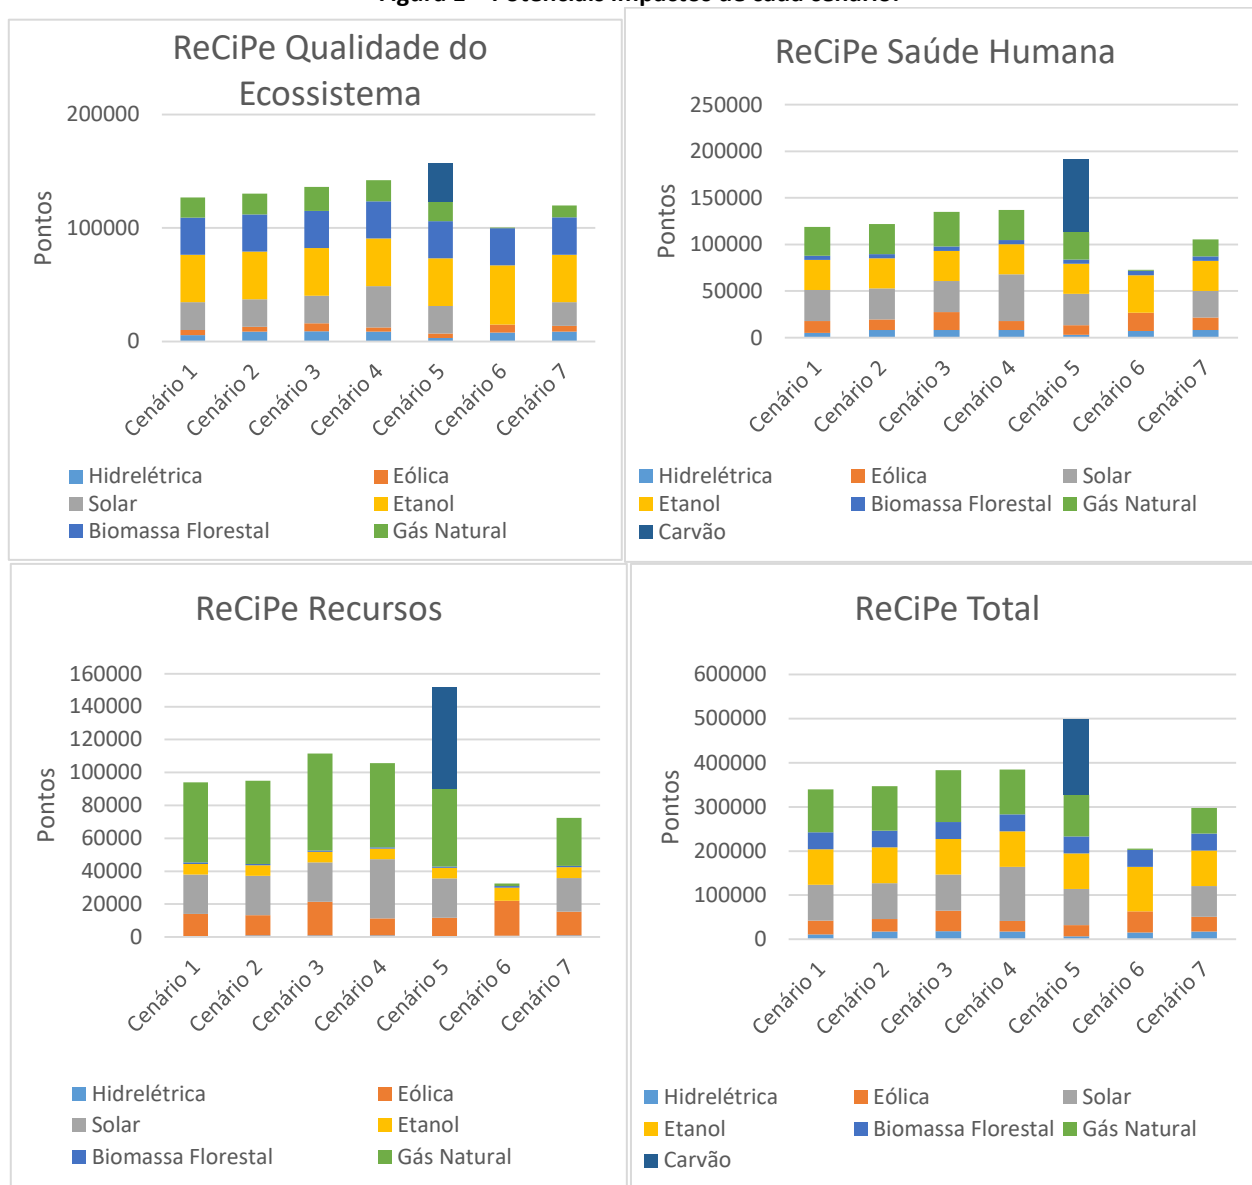 ReCiPe Qualidade do
Ecossistema
200000
100000
0
Pontos
Cenário 1
Cenário 2
Cenário 3
Cenário 4
Cenário 5
Cenário 6
Cenário 7
Hidrelétrica
Eólica
Solar
Etanol
Biomassa Florestal
Gás Natural
ReCiPe Saúde Humana
250000
200000
150000
100000
50000
0
Pontos
Cenário 1
Cenário 2
Cenário 3
Cenário 4
Cenário 5
Cenário 6
Cenário 7
Hidrelétrica
Eólica
Solar
Etanol
Biomassa Florestal
Gás Natural
Carvão
ReCiPe Recursos
160000
140000
120000
100000
80000
60000
40000
20000
0
Pontos
Cenário 1
Cenário 2
Cenário 3
Cenário 4
Cenário 5
Cenário 6
Cenário 7
Hidrelétrica
Eólica
Solar
Etanol
Biomassa Florestal
Gás Natural
ReCiPe Total
600000
500000
400000
300000
200000
100000
0
Pontos
Cenário 1
Cenário 2
Cenário 3
Cenário 4
Cenário 5
Cenário 6
Cenário 7
Hidrelétrica
Eólica
Solar
Etanol
Biomassa Florestal
Gás Natural
Carvão